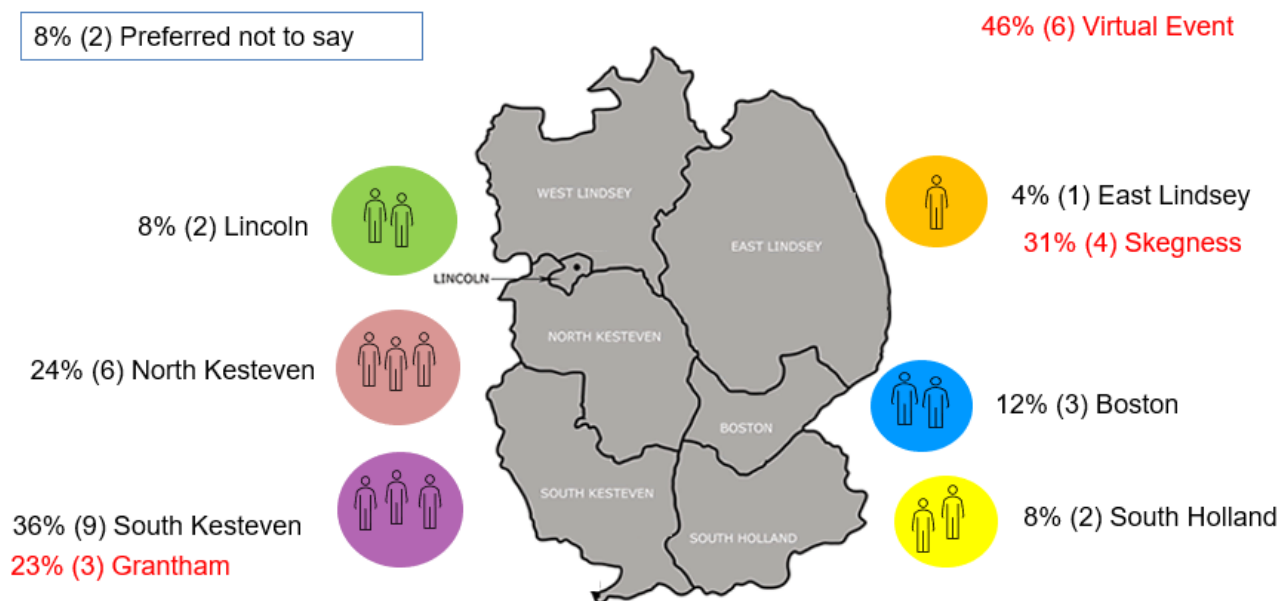 8% (2) Preferred not to say
46% (6) Virtual Event
WEST LINDSEY
8% (2) Lincoln
4% (1) East Lindsey
EAST LINDSEY
31% (4) Skegness
LINCOLN
NORTH KESTEVEN
24% (6) North Kesteven
12% (3) Boston
BOSTON
SOUTH KESTEVEN
36% (9) South Kesteven
8% (2) South Holland
SOUTH HOLLAND
23% (3) Grantham